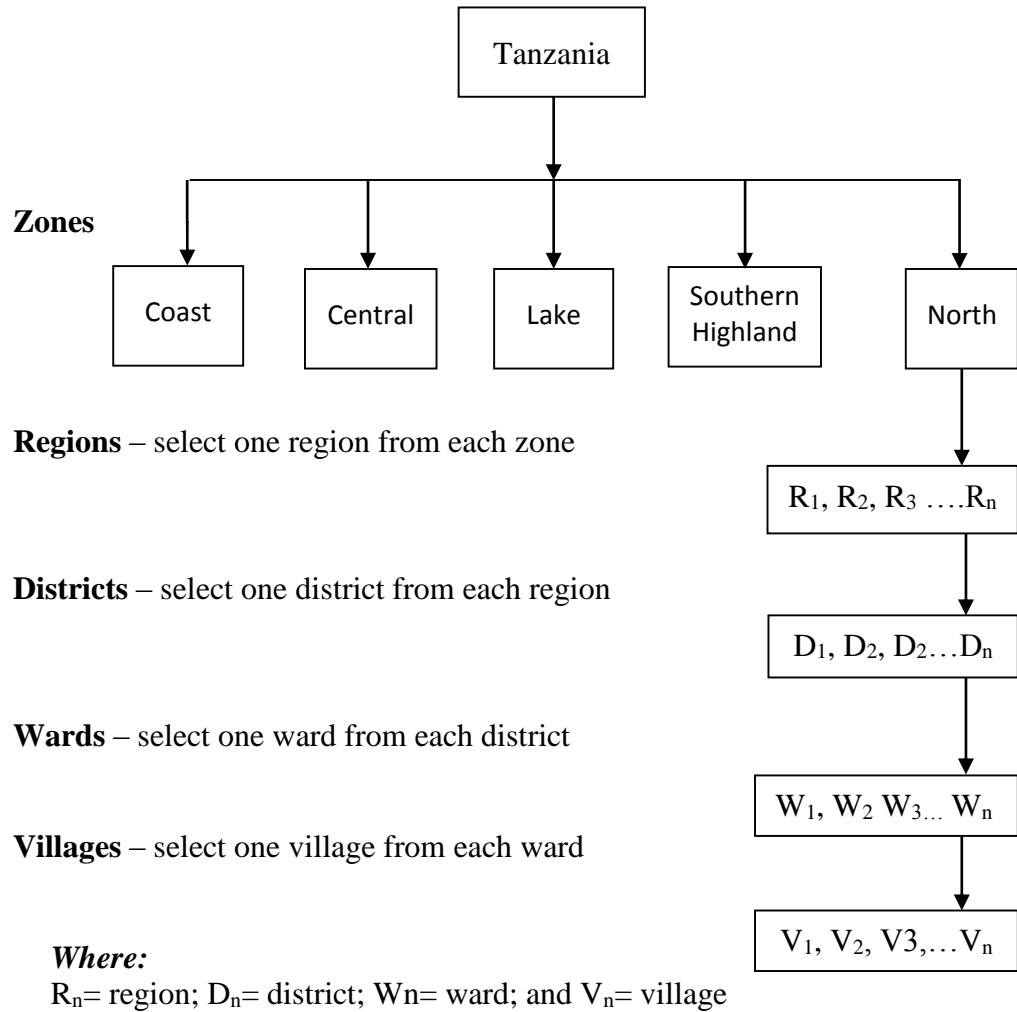 Tanzania
Zones
Coast
Central
Lake
Southern
Highland
North
Regions – select one region from each zone
R₁, R₂, R₃ ….Rₙ
Districts – select one district from each region
D₁, D₂, D₂…Dₙ
Wards – select one ward from each district
W₁, W₂ W₃… Wₙ
Villages – select one village from each ward
V₁, V₂, V3,…Vₙ
Where:
Rₙ= region; Dₙ= district; Wn= ward; and Vₙ= village